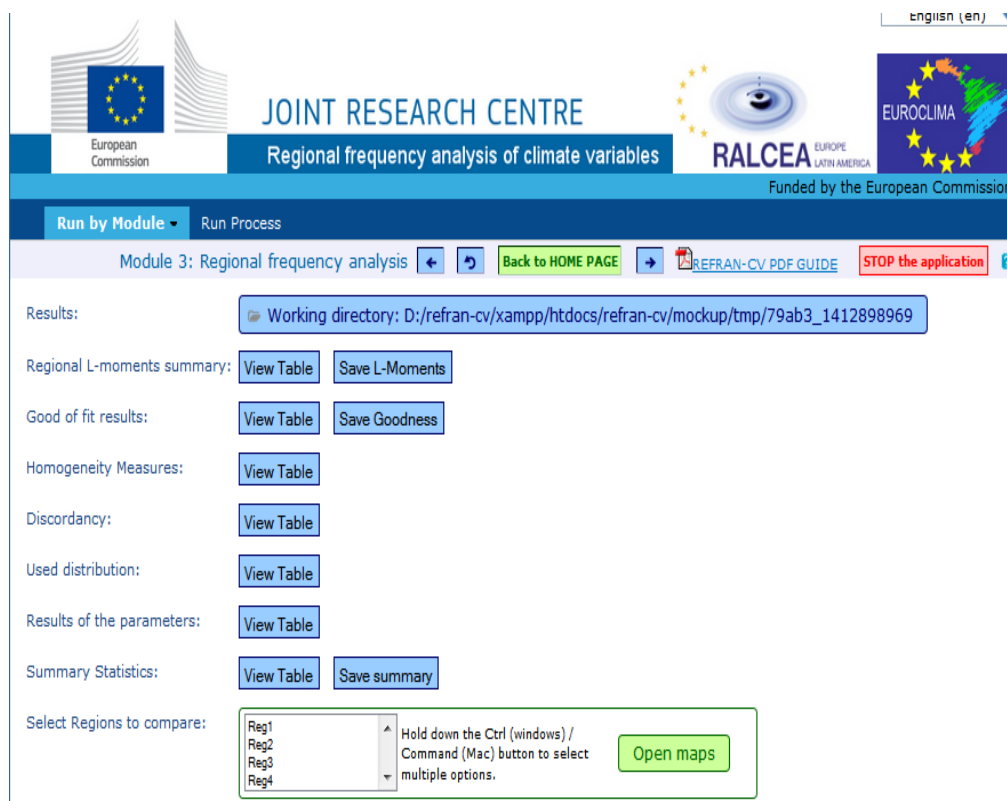 English (en)
JOINT RESEARCH CENTRE
Regional frequency analysis of climate variables
European
Commission
RALCEA EUROPE
LATIN AMERICA
EUROCLIMA
Funded by the European Commission
Run by Module Run Process
Module 3: Regional frequency analysis Back to HOME PAGE REFRAN-CV PDF GUIDE STOP the application
Results: Working directory: D:/refran-cv/xampp/htdocs/refran-cv/mockup/tmp/79ab3_1412898969
Regional L-moments summary: View Table Save L-Moments
Good of fit results: View Table Save Goodness
Homogeneity Measures: View Table
Discordancy: View Table
Used distribution: View Table
Results of the parameters: View Table
Summary Statistics: View Table Save summary
Select Regions to compare:
Reg1
Reg2
Reg3
Reg4
Hold down the Ctrl (windows) /
Command (Mac) button to select
multiple options.
Open maps